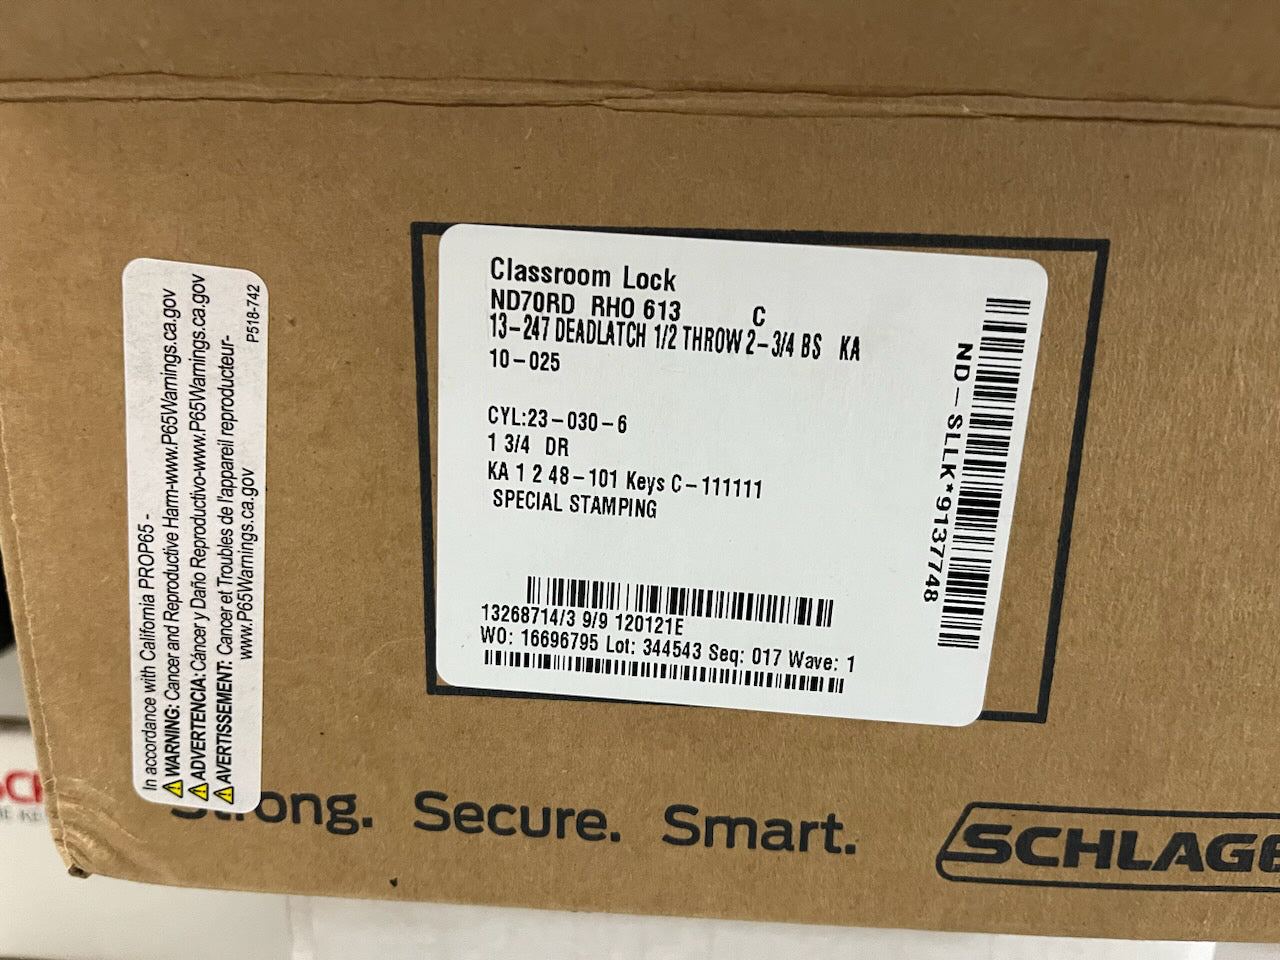 In accordance with California PROP65 -
WARNING: Cancer and Reproductive Harm-www.P65Warnings.ca.gov
ADVERTENCIA: Cáncer y Daño Reproductivo-www.P65Warnings.ca.gov
AVERTISSEMENT: Cancer et Troubles de l'appareil reproducteur-
www.P65Warnings.ca.gov
P518-742
Classroom Lock
ND70RD RHO 613 C
13-247 DEADLATCH 1/2 THROW 2-3/4 BS KA
10-025
CYL:23-030-6
1 3/4 DR
KA 1 2 48-101 Keys C-111111
SPECIAL STAMPING
13268714/3 9/9 120121E
WO: 16696795 Lot: 344543 Seq: 017 Wave: 1
ND-SLLK*9137748
Strong. Secure. Smart.
SCHLAGE